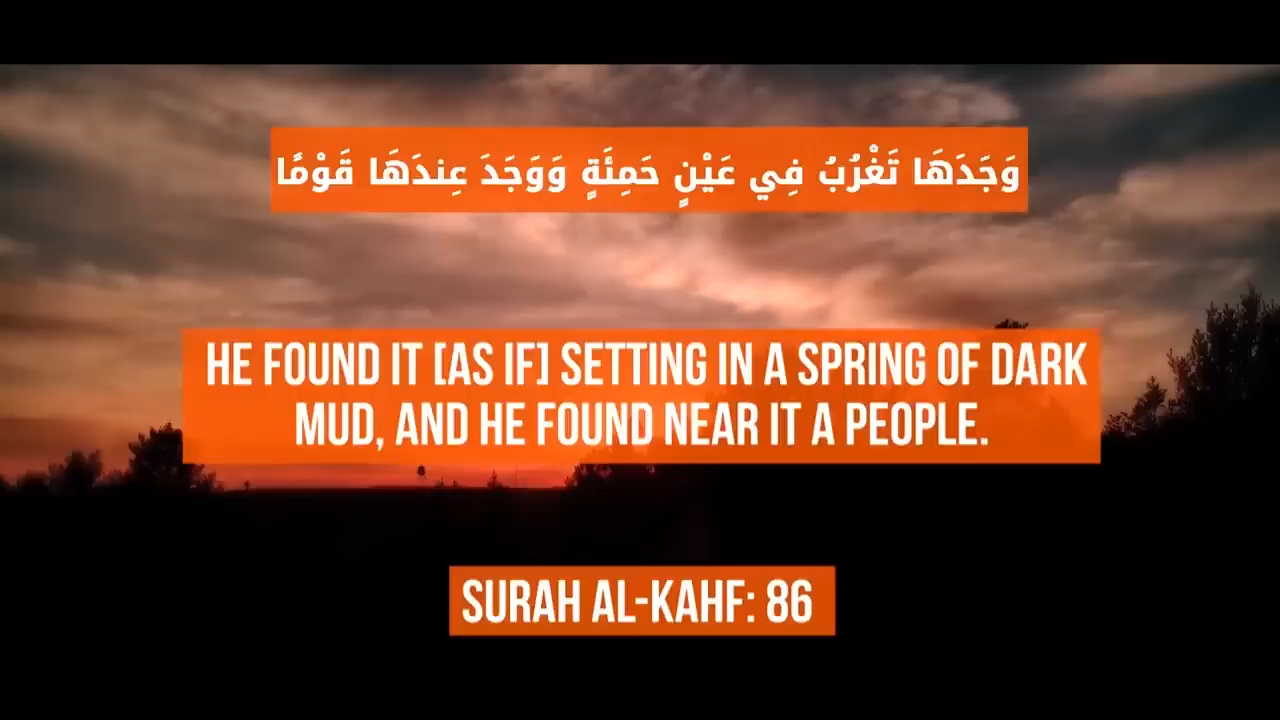 وَجَدَهَا تَغْرُبُ فِي عَيْنٍ حَمِئَةٍ وَوَجَدَ عِندَهَا قَوْمًا
HE FOUND IT [AS IF] SETTING IN A SPRING OF DARK
MUD, AND HE FOUND NEAR IT A PEOPLE.
SURAH AL-KAHF: 86